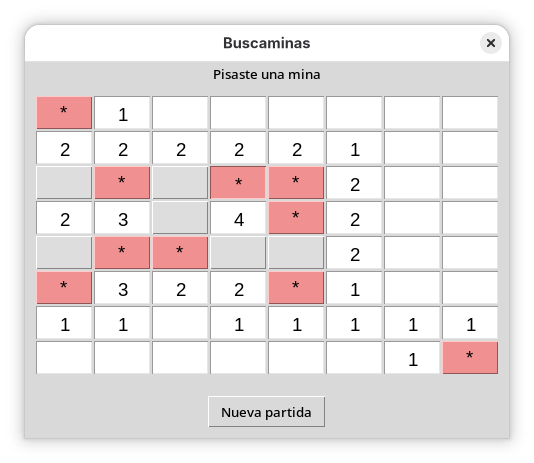 Buscaminas
Pisaste una mina
* 1
2 2 2 2 2 1
* * * 2
2 3 4 * 2
* * 2
* 3 2 2 * 1
1 1 1 1 1 1 1
1 *
Nueva partida